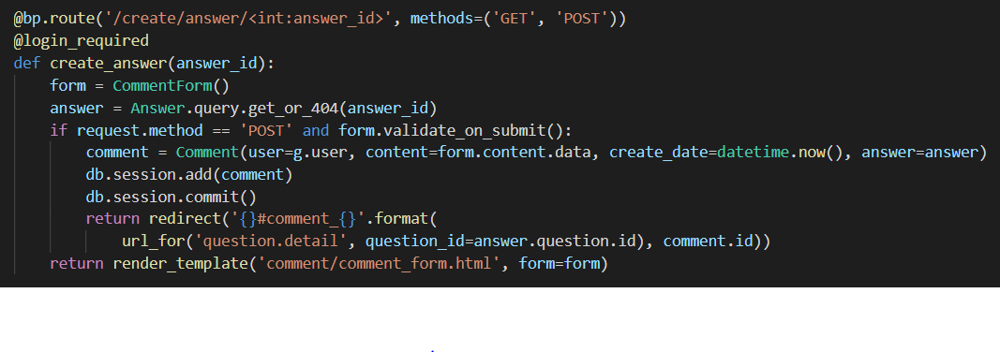 @bp.route('/create/answer/<int:answer_id>', methods=('GET', 'POST'))
@login_required
def create_answer(answer_id):
    form = CommentForm()
    answer = Answer.query.get_or_404(answer_id)
    if request.method == 'POST' and form.validate_on_submit():
        comment = Comment(user=g.user, content=form.content.data, create_date=datetime.now(), answer=answer)
        db.session.add(comment)
        db.session.commit()
        return redirect('{}#comment_{}'.format(
            url_for('question.detail', question_id=answer.question.id), comment.id))
    return render_template('comment/comment_form.html', form=form)